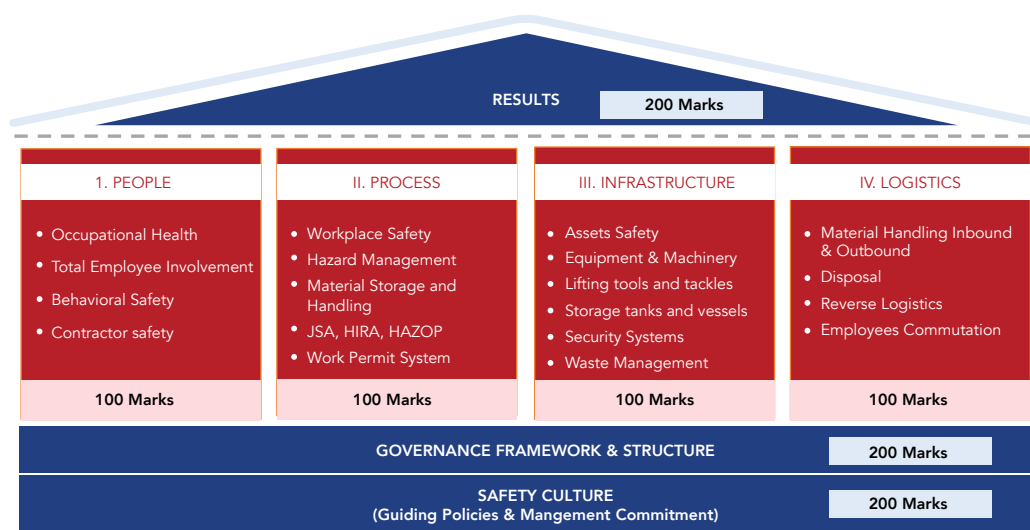 RESULTS
200 Marks
1. PEOPLE
• Occupational Health
• Total Employee Involvement
• Behavioral Safety
• Contractor safety
100 Marks
II. PROCESS
• Workplace Safety
• Hazard Management
• Material Storage and
Handling
• JSA, HIRA, HAZOP
• Work Permit System
100 Marks
III. INFRASTRUCTURE
• Assets Safety
• Equipment & Machinery
• Lifting tools and tackles
• Storage tanks and vessels
• Security Systems
• Waste Management
100 Marks
IV. LOGISTICS
• Material Handling Inbound
& Outbound
• Disposal
• Reverse Logistics
• Employees Commutation
100 Marks
GOVERNANCE FRAMEWORK & STRUCTURE
200 Marks
SAFETY CULTURE
(Guiding Policies & Mangement Commitment)
200 Marks